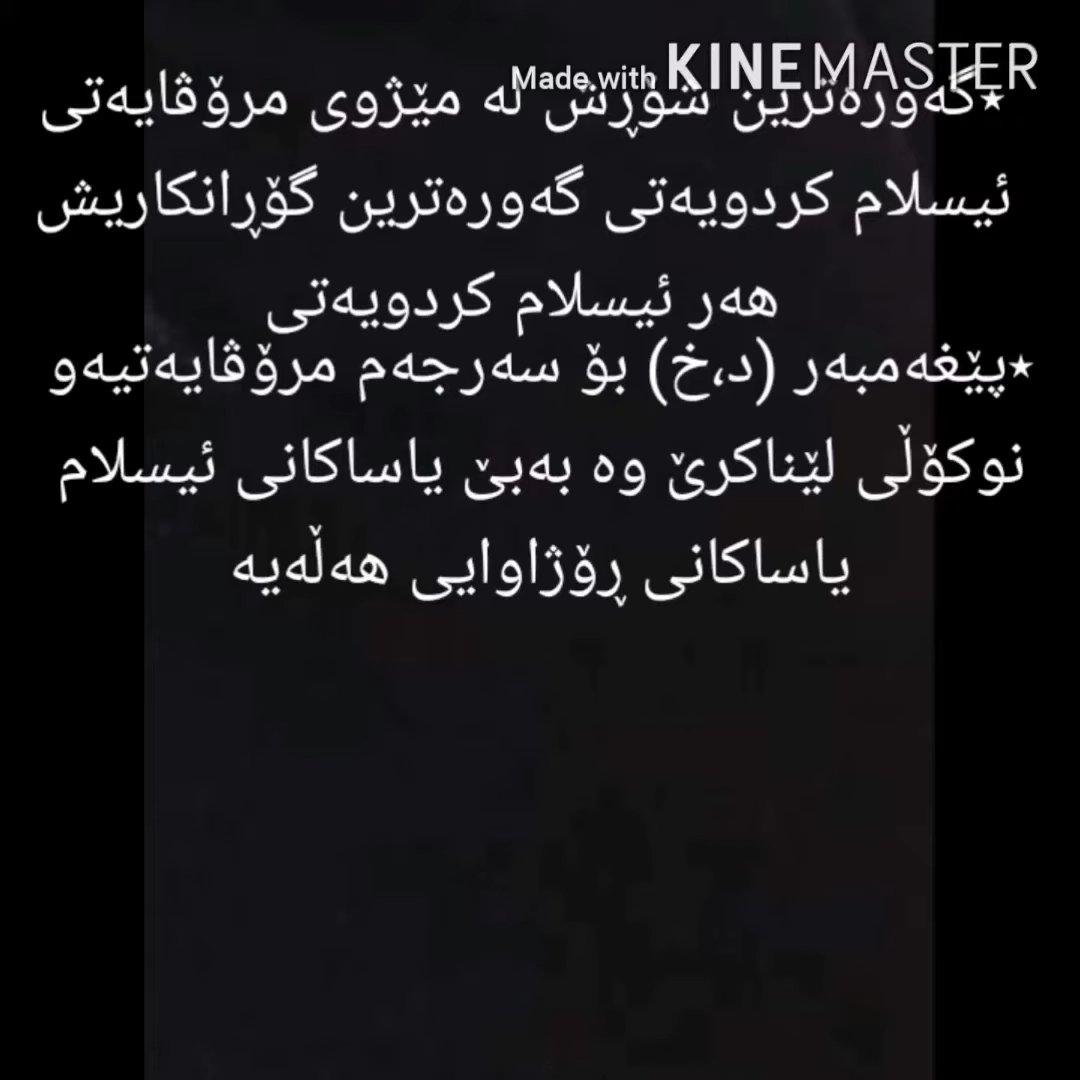 Made with KINEMASTER
★گەورەترین شۆڕش لە مێژوی مرۆڤایەتی
ئیسلام کردویەتی گەورەترین گۆڕانکاریش
هەر ئیسلام کردویەتی
★پێغەمبەر (د،خ) بۆ سەرجەم مرۆڤایەتیەو
نوکۆڵی لێناکرێ وە بەبێ یاساکانی ئیسلام
یاساکانی ڕۆژاوایی هەڵەیە